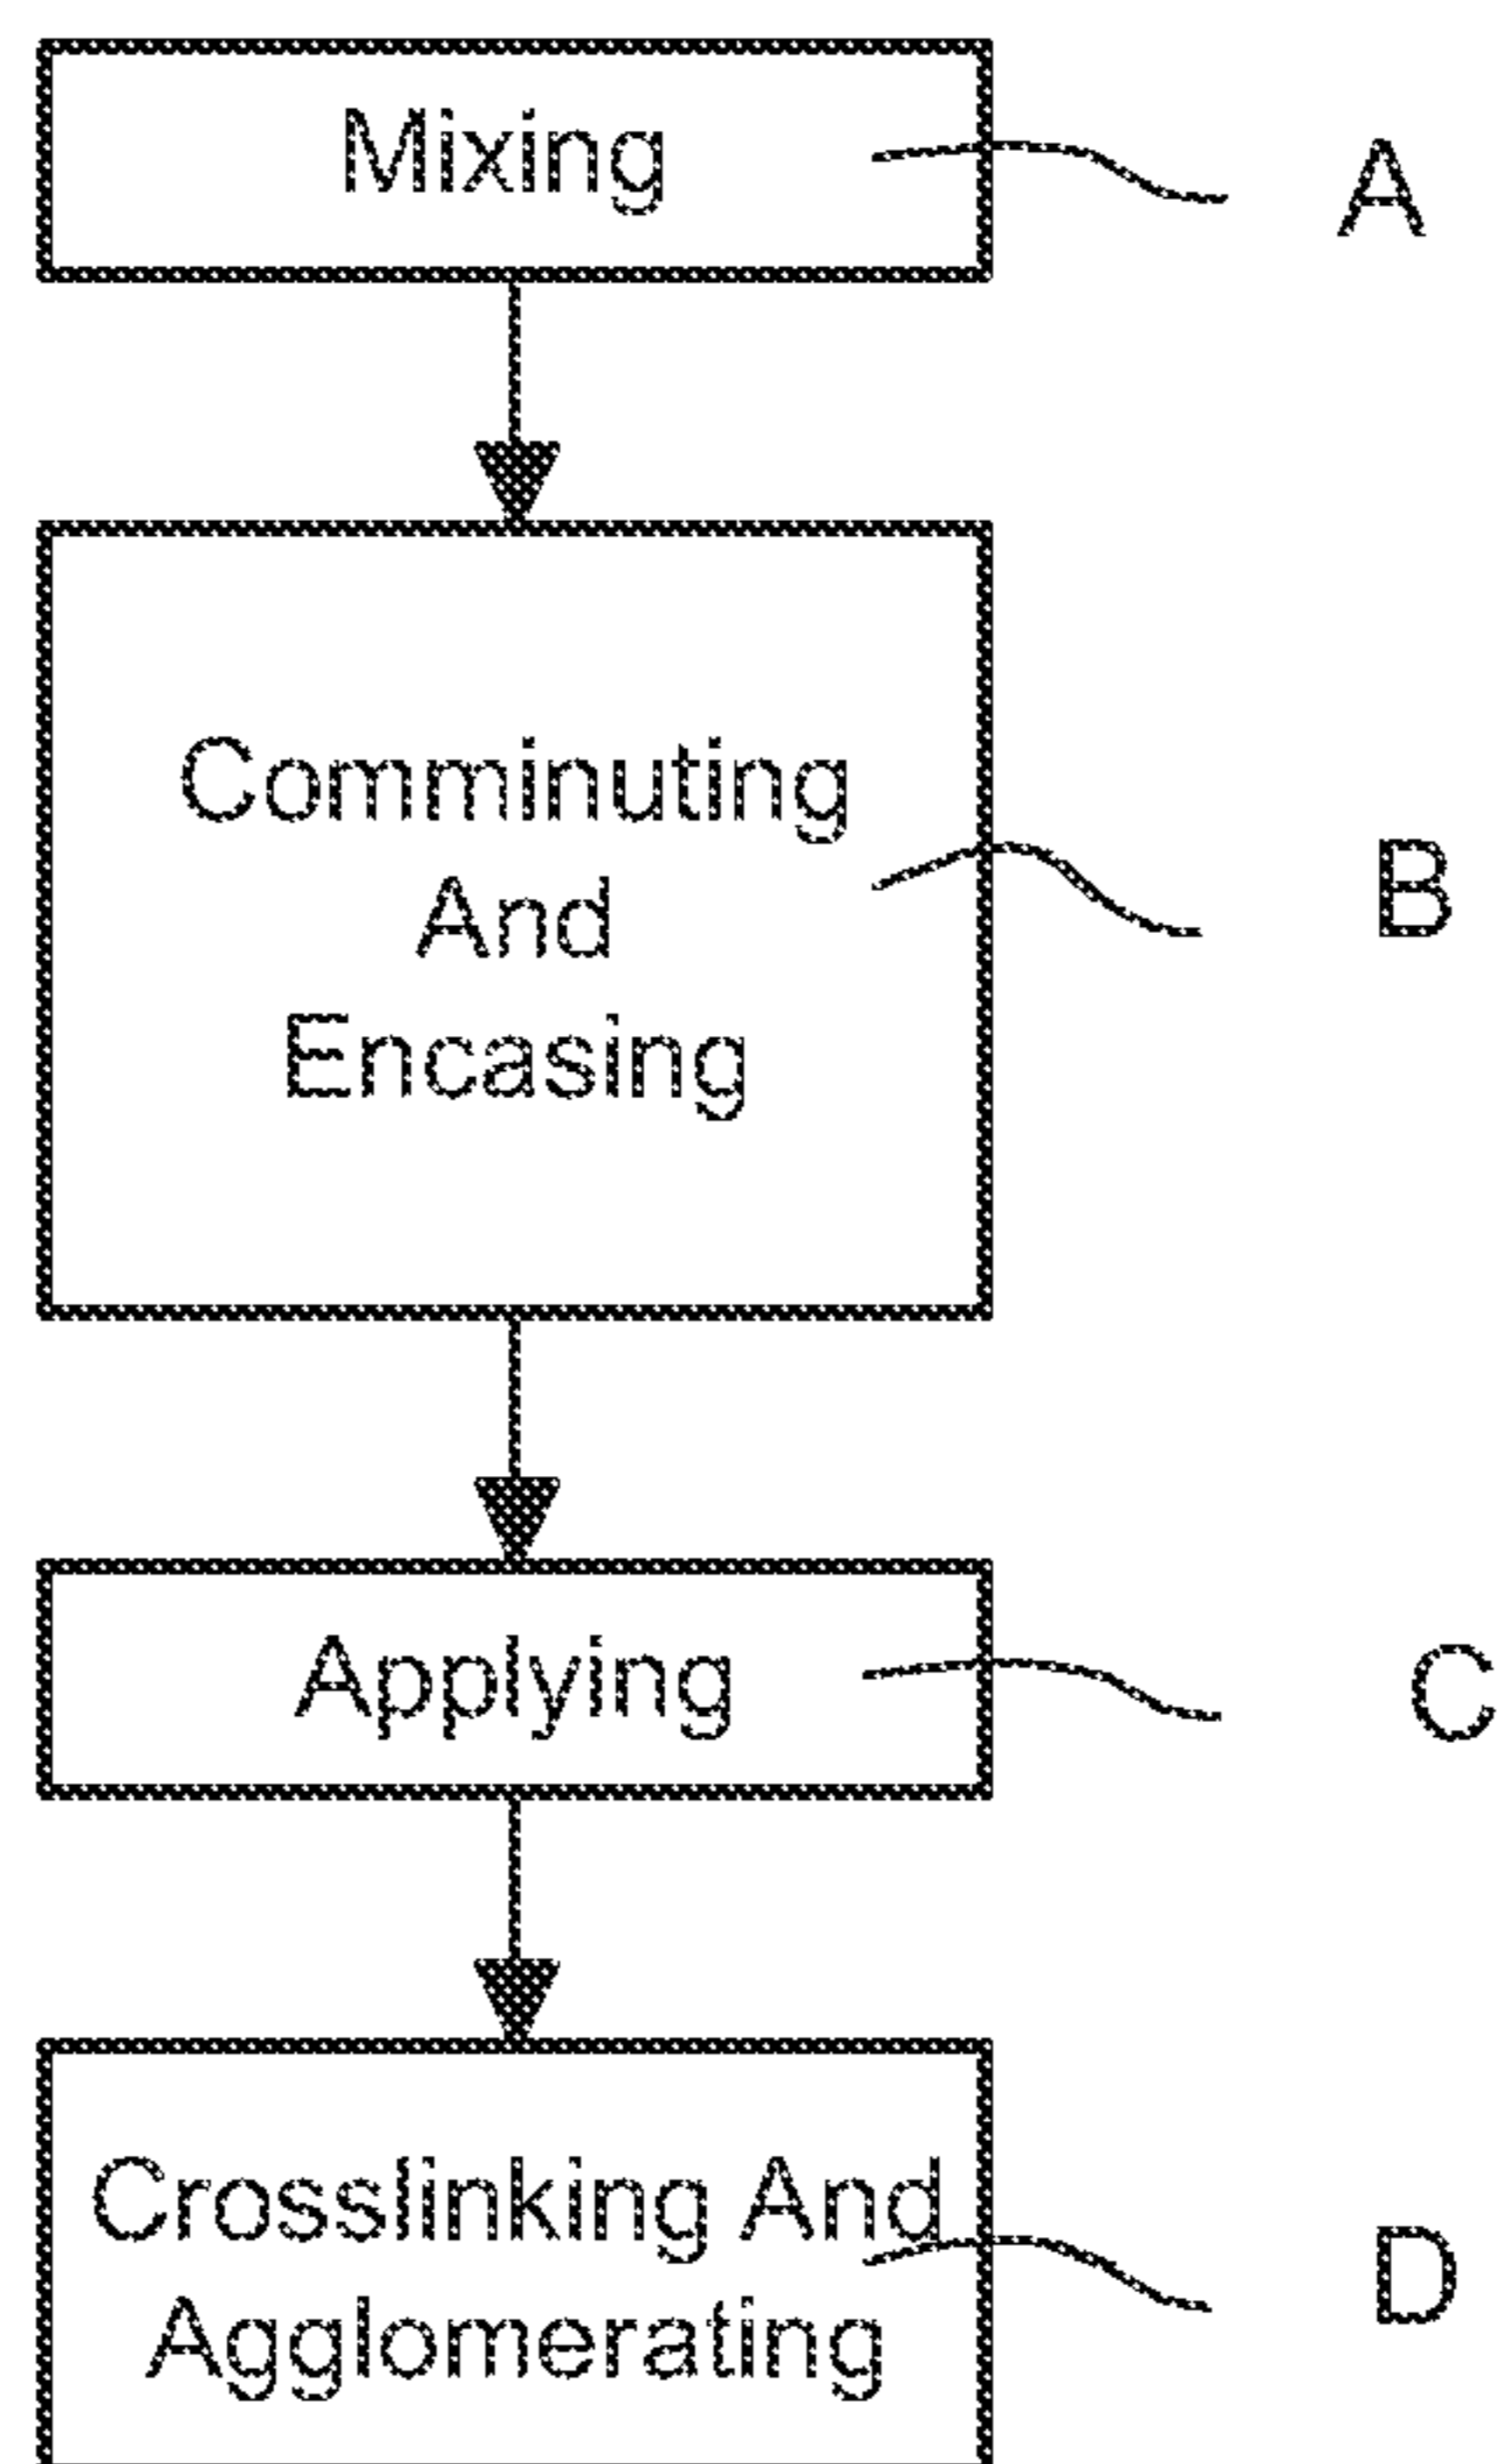 Mixing
A
Comminuting
And
Encasing
B
Applying
C
Crosslinking And
Agglomerating
D